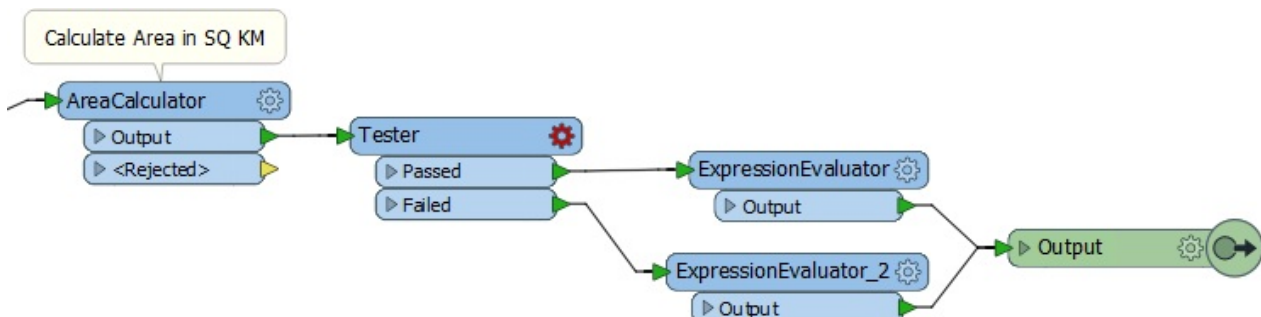 Calculate Area in SQ KM
AreaCalculator
Output
<Rejected>
Tester
Passed
Failed
ExpressionEvaluator
Output
ExpressionEvaluator_2
Output
Output